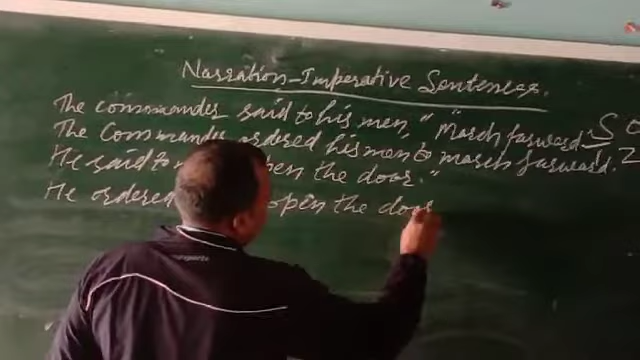 Narration-Imperative Sentences.
The commander said to his men, "March forward."
The Commander ordered his men to march forward.
He said to open the door."
He ordered open the door